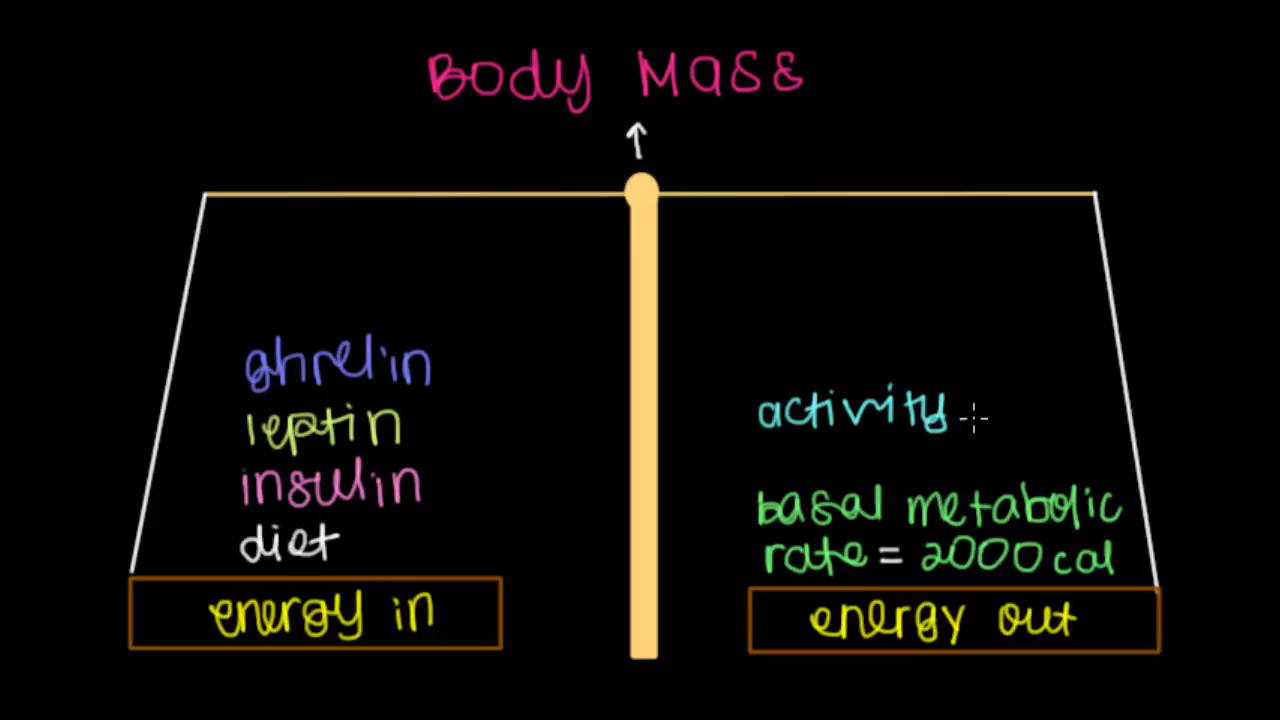 Body Mass
ghrelin
leptin
insulin
diet
energy in
activity
basal metabolic
rate = 2000 cal
energy out